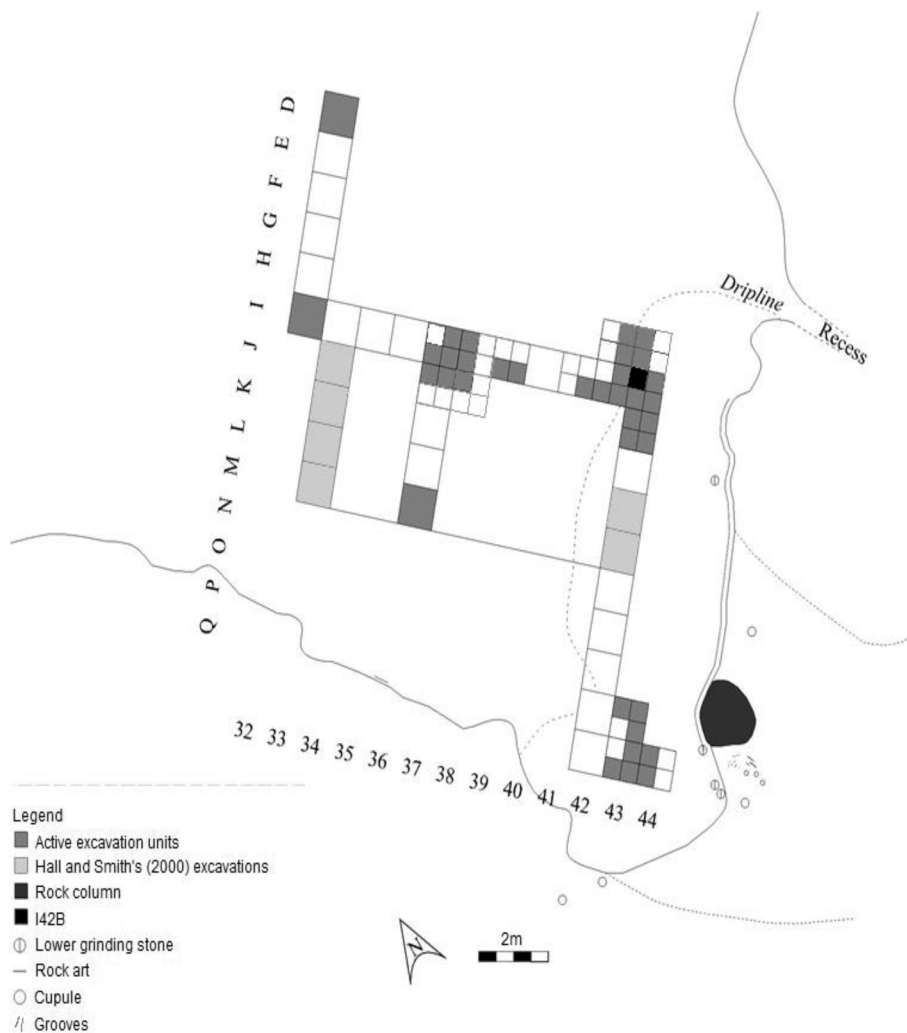 D
E
F
G
H
I
J
K
L
M
N
O
P
Q
Dripline
Recess
32 33 34 35 36 37 38 39 40 41 42 43 44
Legend
Active excavation units
Hall and Smith's (2000) excavations
Rock column
I42B
Lower grinding stone
Rock art
Cupule
Grooves
N
2m